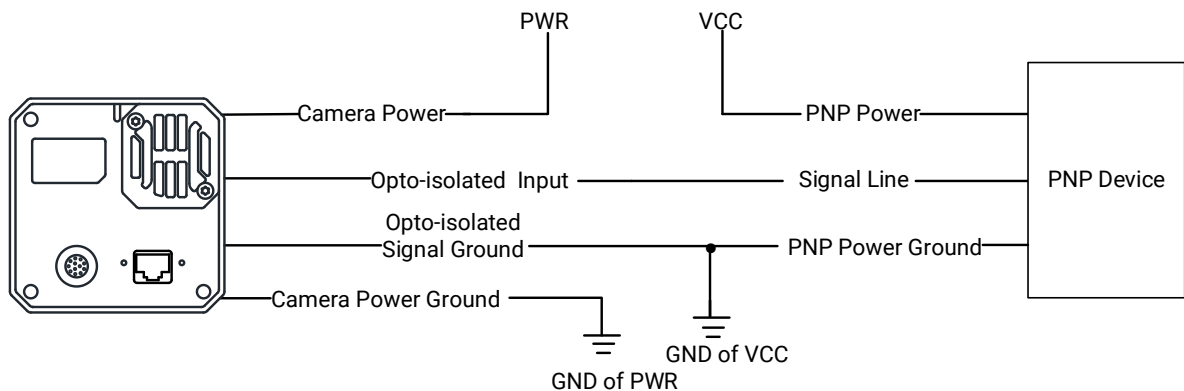 PWR
VCC
Camera Power
PNP Power
Opto-isolated Input
Signal Line
PNP Device
Opto-isolated
Signal Ground
PNP Power Ground
Camera Power Ground
GND of VCC
GND of PWR